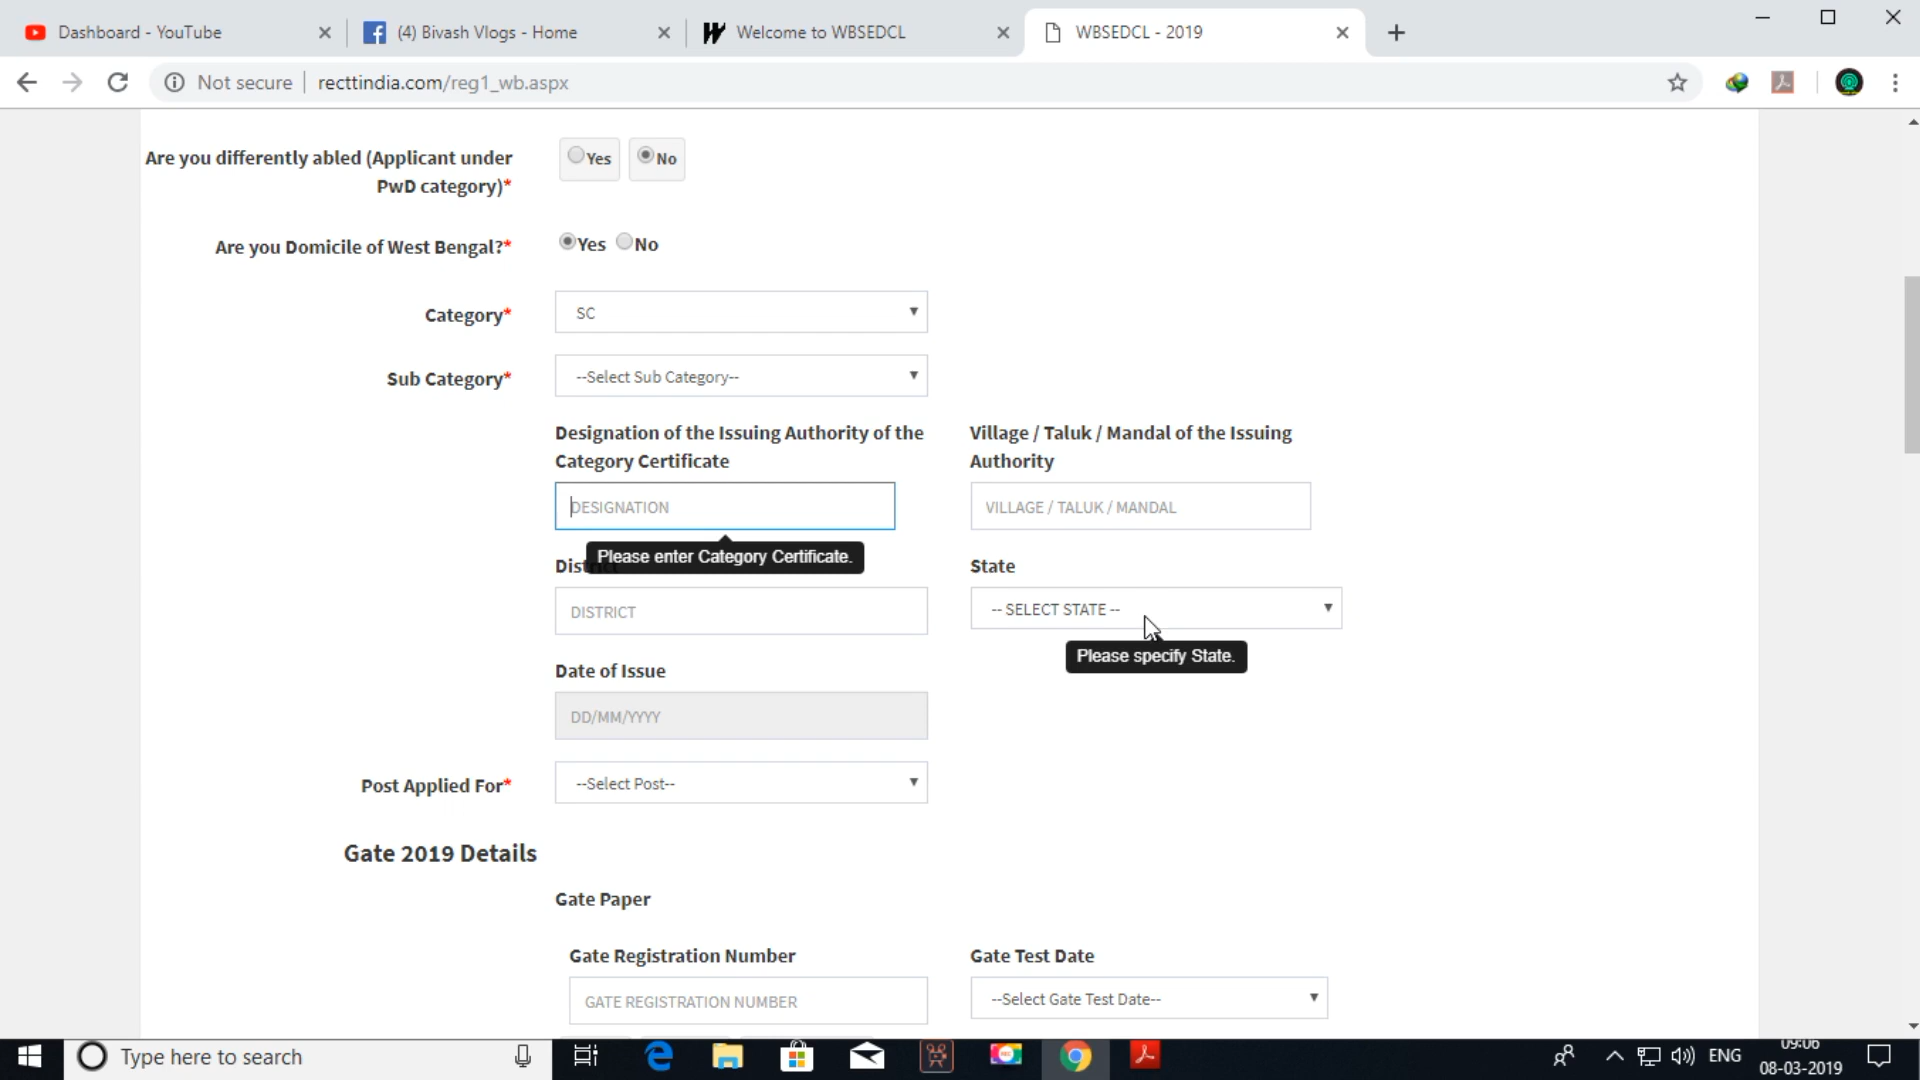 Dashboard - YouTube
(4) Bivash Vlogs - Home
Welcome to WBSEDCL
WBSEDCL - 2019
Not secure
recttindia.com/reg1_wb.aspx
Are you differently abled (Applicant under
PwD category)*
Yes
No
Are you Domicile of West Bengal?*
Yes
No
Category*
SC
Sub Category*
--Select Sub Category--
Designation of the Issuing Authority of the
Category Certificate
Village / Taluk / Mandal of the Issuing
Authority
DESIGNATION
VILLAGE / TALUK / MANDAL
Please enter Category Certificate.
State
DISTRICT
-- SELECT STATE --
Please specify State.
Date of Issue
DD/MM/YYYY
Post Applied For*
--Select Post--
Gate 2019 Details
Gate Paper
Gate Registration Number
Gate Test Date
GATE REGISTRATION NUMBER
--Select Gate Test Date--
Type here to search
ENG
09:06
08-03-2019